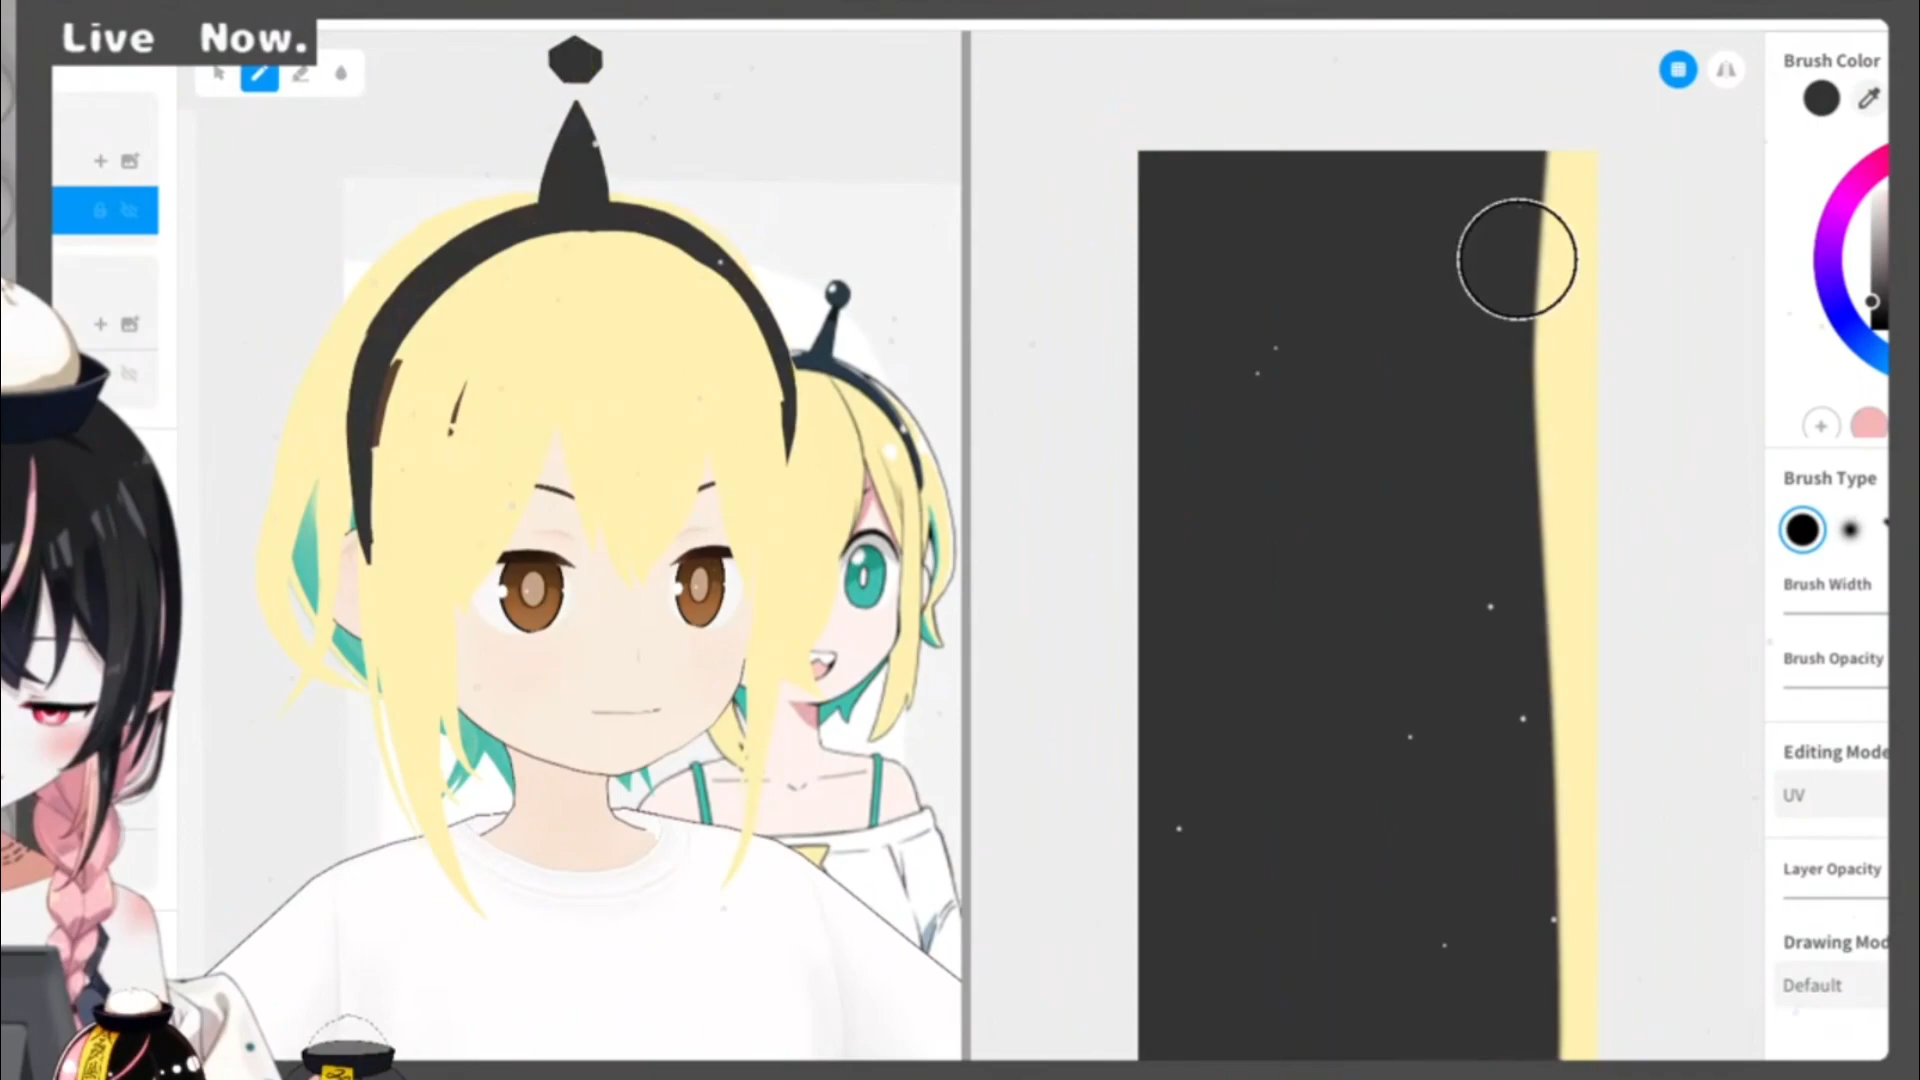 Live Now.
Brush Color
Brush Type
Brush Width
Brush Opacity
Editing Mode
UV
Layer Opacity
Drawing Mod
Default